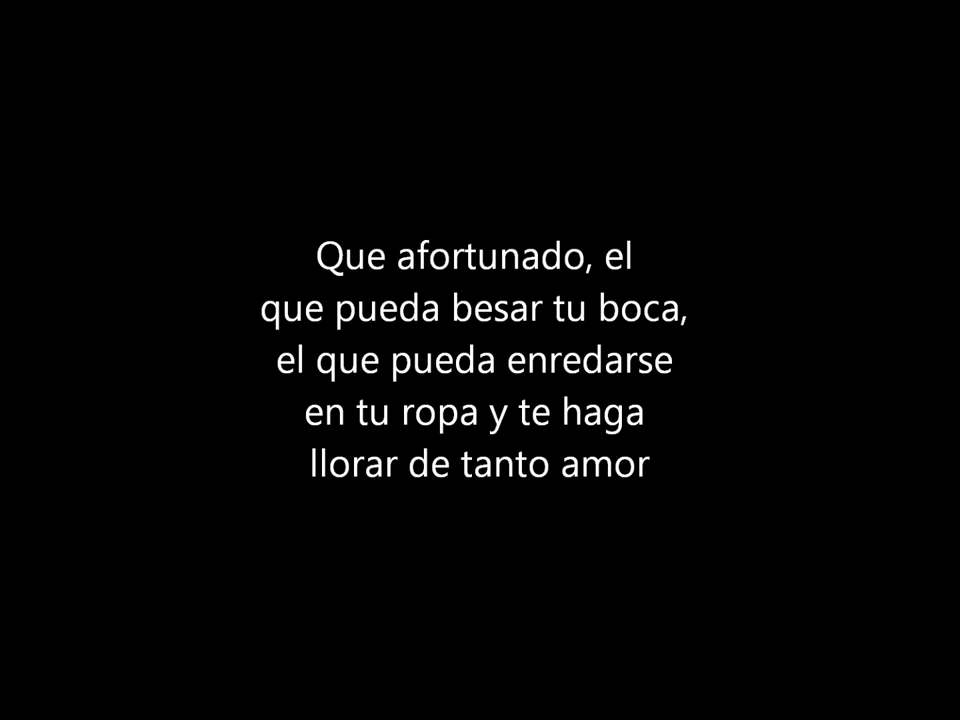 Que afortunado, el
que pueda besar tu boca,
el que pueda enredarse
en tu ropa y te haga
llorar de tanto amor